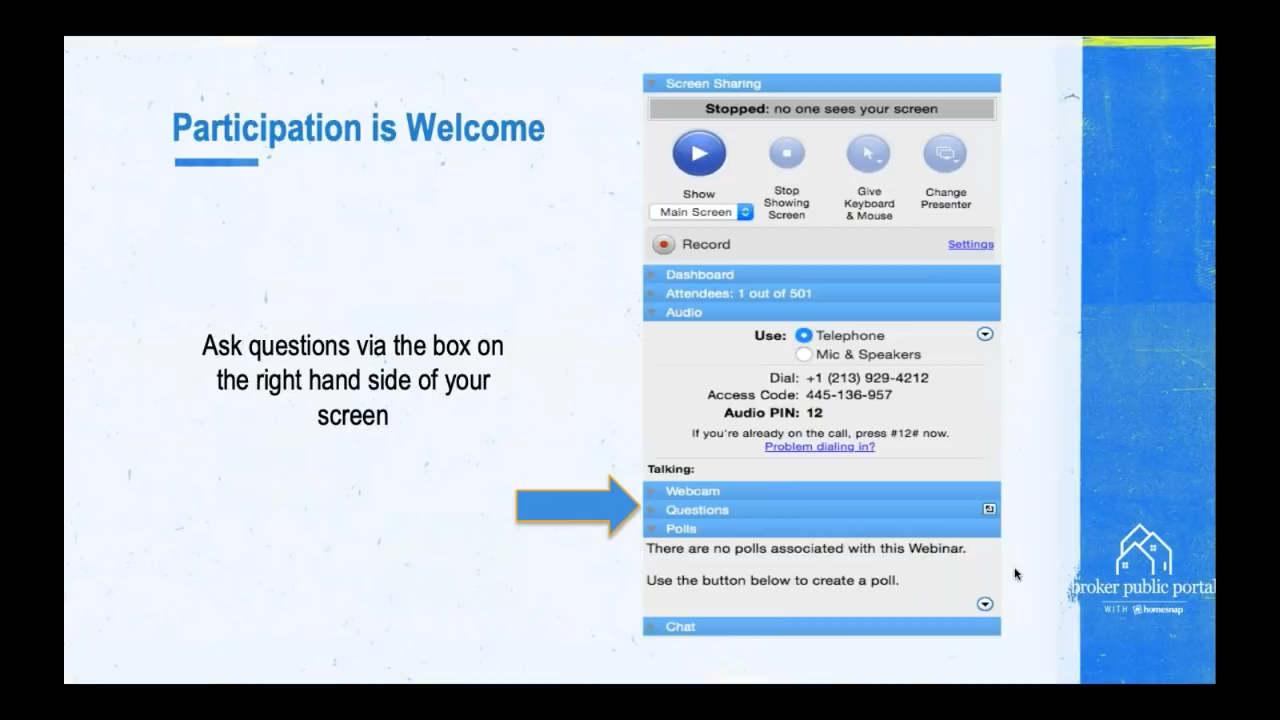 Participation is Welcome
Ask questions via the box on
the right hand side of your
screen
Screen Sharing
Stopped: no one sees your screen
Show
Main Screen
Stop
Showing
Screen
Give
Keyboard
& Mouse
Change
Presenter
Record
Settings
Dashboard
Attendees: 1 out of 501
Audio
Use: Telephone
Mic & Speakers
Dial: +1 (213) 929-4212
Access Code: 445-136-957
Audio PIN: 12
If you're already on the call, press #12# now.
Problem dialing in?
Talking:
Webcam
Questions
Polls
There are no polls associated with this Webinar.
Use the button below to create a poll.
Chat
broker public portal
WITH homesnap